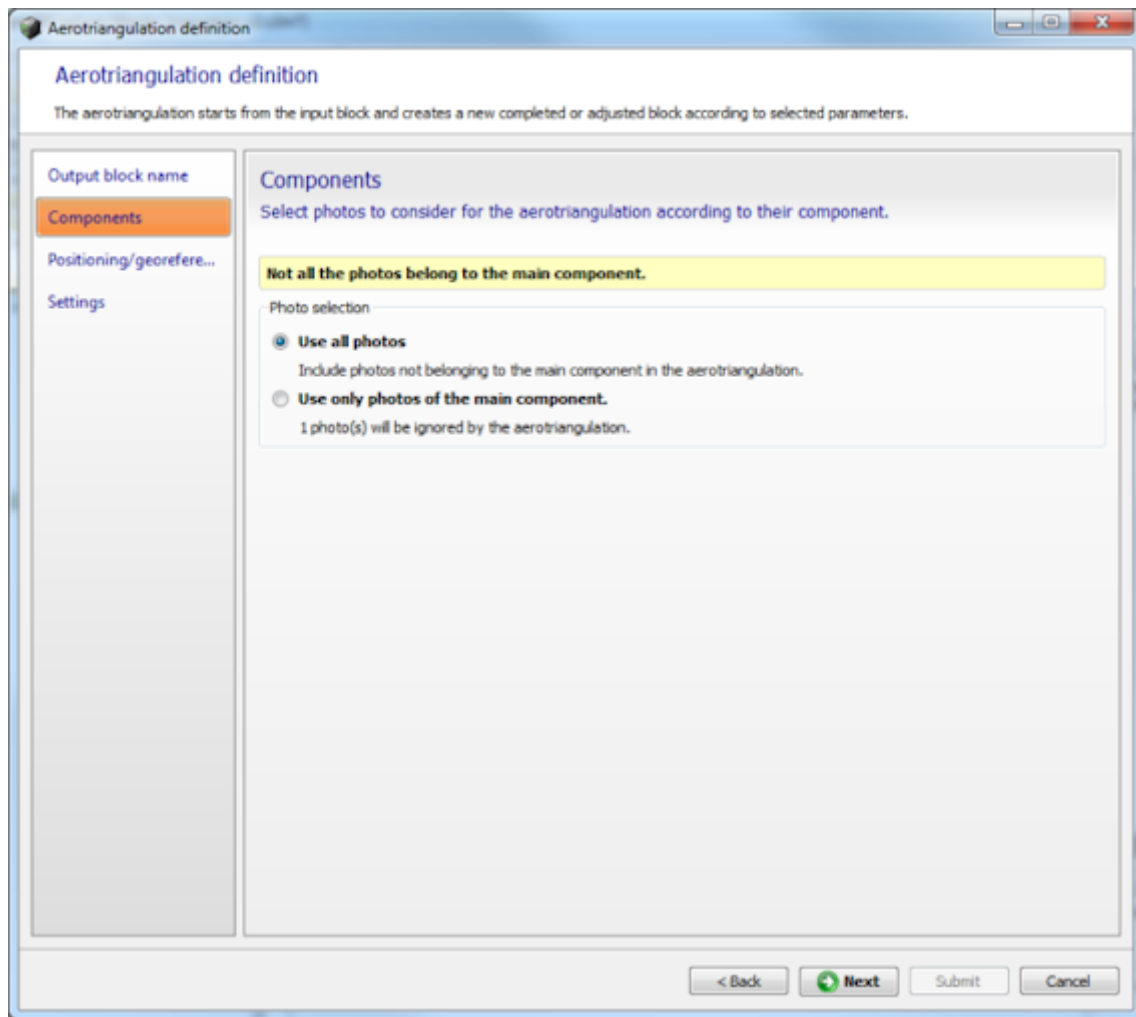 Aerotriangulation definition
Aerotriangulation definition
The aerotriangulation starts from the input block and creates a new completed or adjusted block according to selected parameters.
Output block name
Components
Positioning/georefere...
Settings
Components
Select photos to consider for the aerotriangulation according to their component.
Not all the photos belong to the main component.
Photo selection
Use all photos
Include photos not belonging to the main component in the aerotriangulation.
Use only photos of the main component.
1 photo(s) will be ignored by the aerotriangulation.
< Back Next Submit Cancel